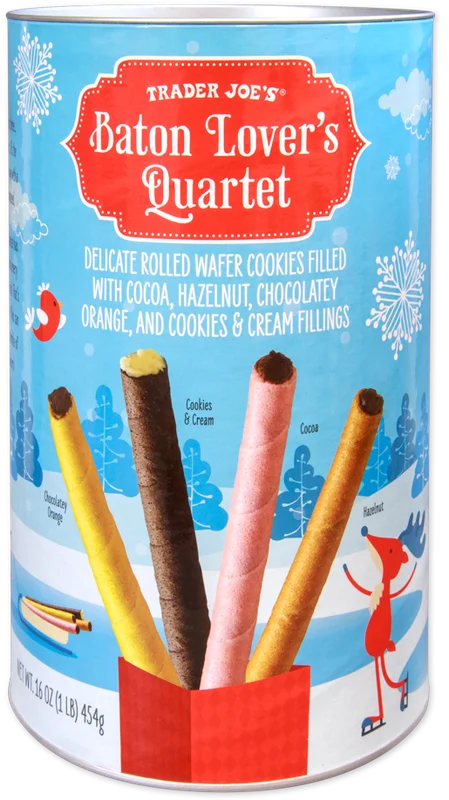 TRADER JOE'S®
Baton Lover's
Quartet
DELICATE ROLLED WAFER COOKIES FILLED
WITH COCOA, HAZELNUT, CHOCOLATEY
ORANGE, AND COOKIES & CREAM FILLINGS
Cookies
& Cream
Cocoa
Chocolatey
Orange
Hazelnut
NET WT. 16 OZ (1 LB) 454g